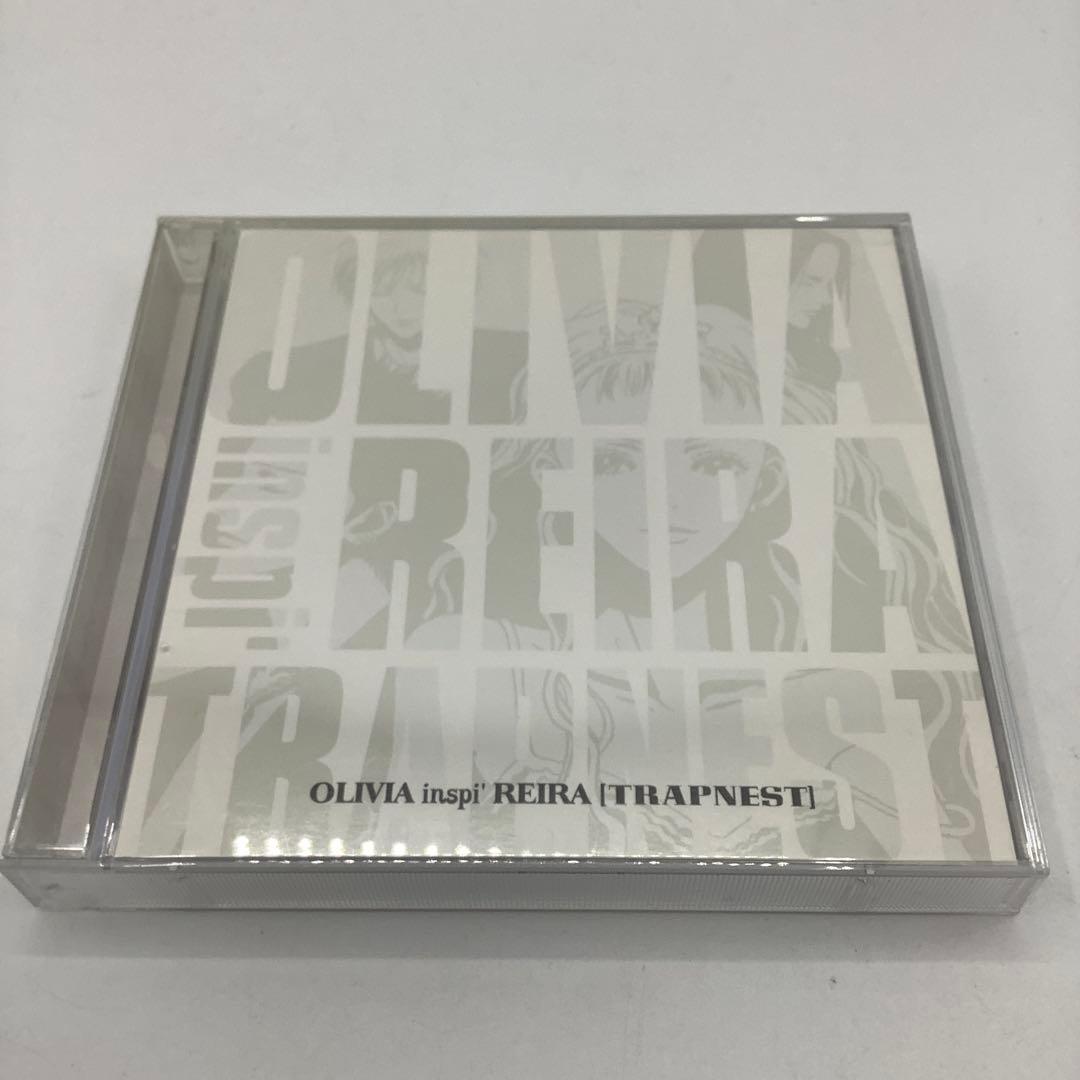 OLIVIA
inspi'
REIRA
TRAPNEST
OLIVIA inspi' REIRA [TRAPNEST]